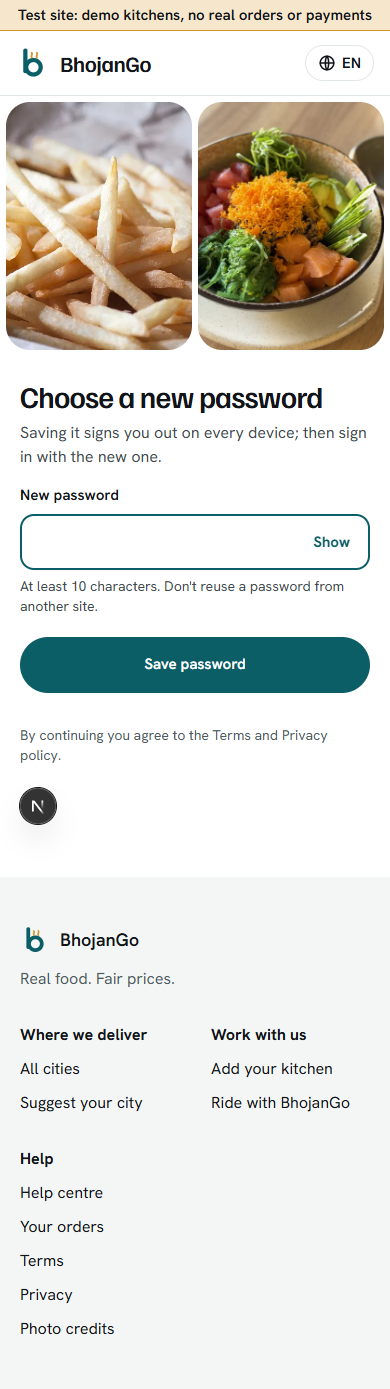 Test site: demo kitchens, no real orders or payments
BhojanGo
EN
Choose a new password
Saving it signs you out on every device; then sign
in with the new one.
New password
Show
At least 10 characters. Don't reuse a password from
another site.
Save password
By continuing you agree to the Terms and Privacy
policy.
N
BhojanGo
Real food. Fair prices.
Where we deliver
All cities
Suggest your city
Work with us
Add your kitchen
Ride with BhojanGo
Help
Help centre
Your orders
Terms
Privacy
Photo credits